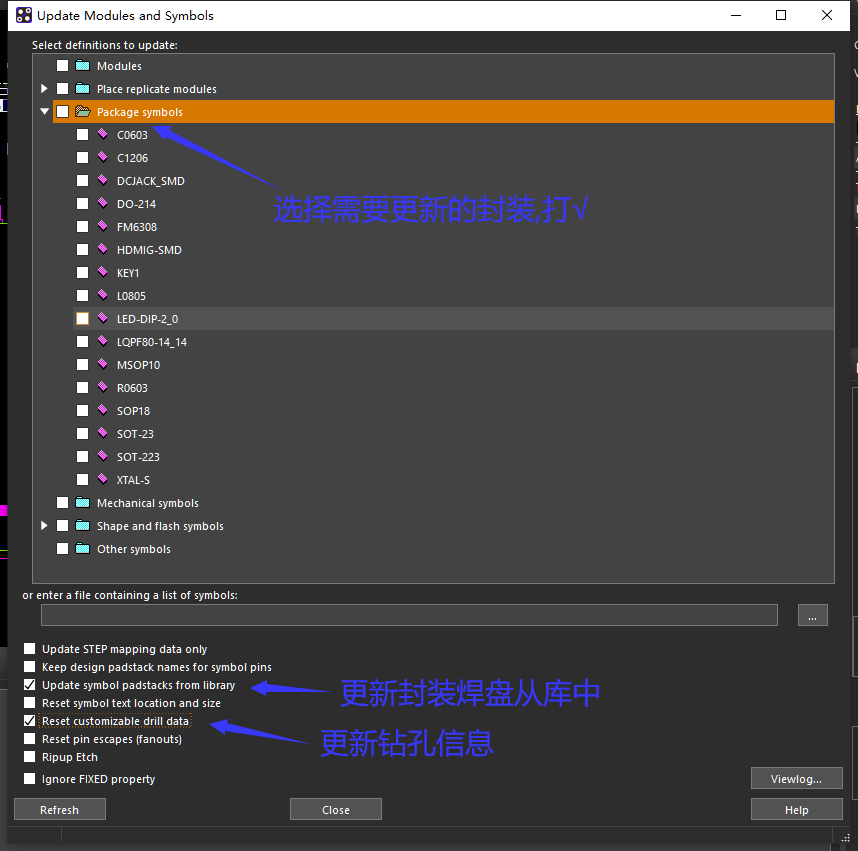 Update Modules and Symbols
Select definitions to update:
Modules
Place replicate modules
Package symbols
C0603
C1206
DCJACK_SMD
选择需要更新的封装,打√
DO-214
FM6308
HDMIG-SMD
KEY1
L0805
LED-DIP-2_0
LQPF80-14_14
MSOP10
R0603
SOP18
SOT-23
SOT-223
XTAL-S
Mechanical symbols
Shape and flash symbols
Other symbols
or enter a file containing a list of symbols:
...
Update STEP mapping data only
Keep design padstack names for symbol pins
Update symbol padstacks from library
更新封装焊盘从库中
Reset symbol text location and size
Reset customizable drill data
更新钻孔信息
Reset pin escapes (fanouts)
Ripup Etch
Ignore FIXED property
Viewlog...
Refresh
Close
Help